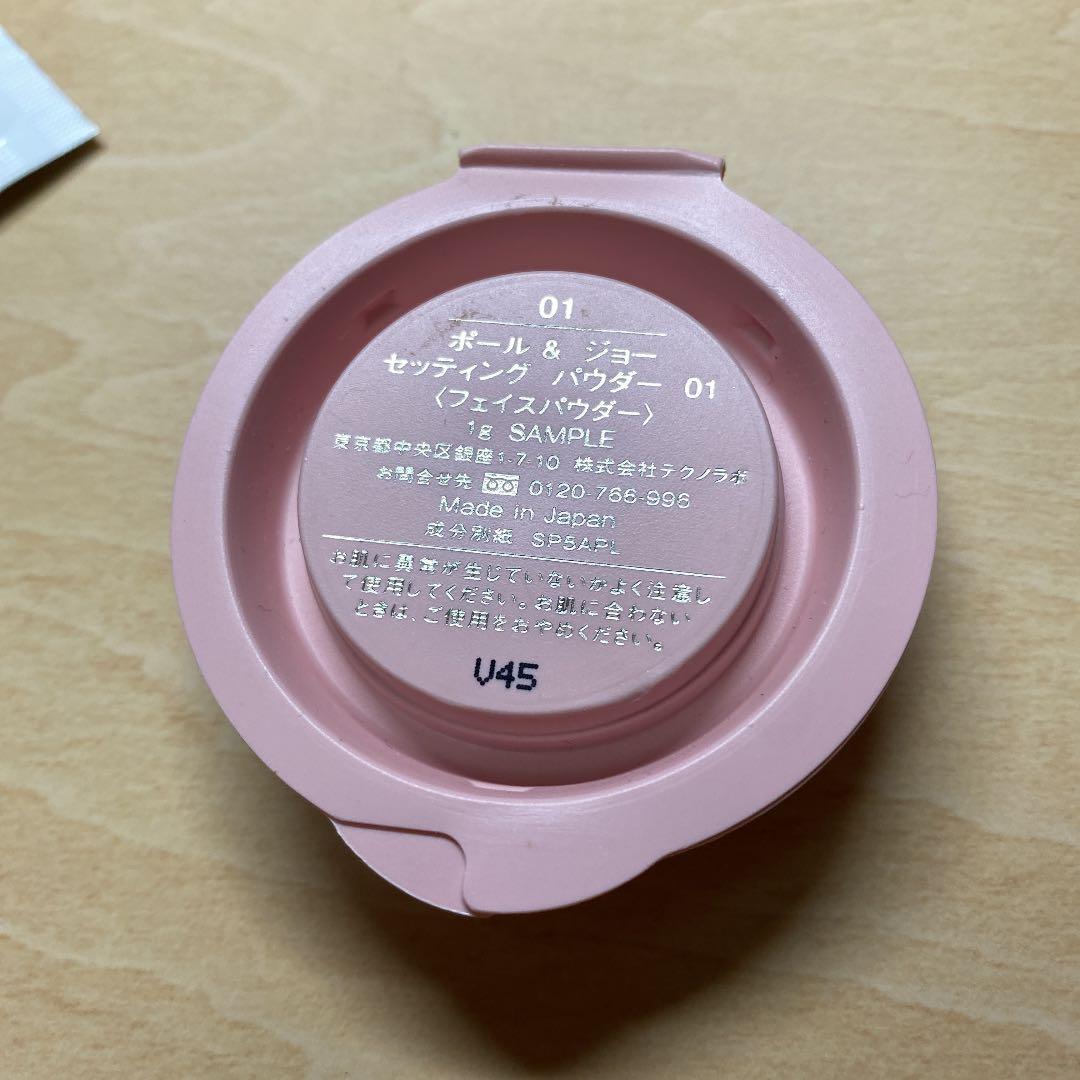 01
ポール & ジョー
セッティング パウダー 01
〈フェイスパウダー〉
1g SAMPLE
東京都中央区銀座1-7-10 株式会社テクノラボ
お問合せ先 0120-766-996
Made in Japan
成分別紙 SP5APL
お肌に異常が生じていないかよく注意し
て使用してください。お肌に合わない
ときは、ご使用をおやめください。
V45